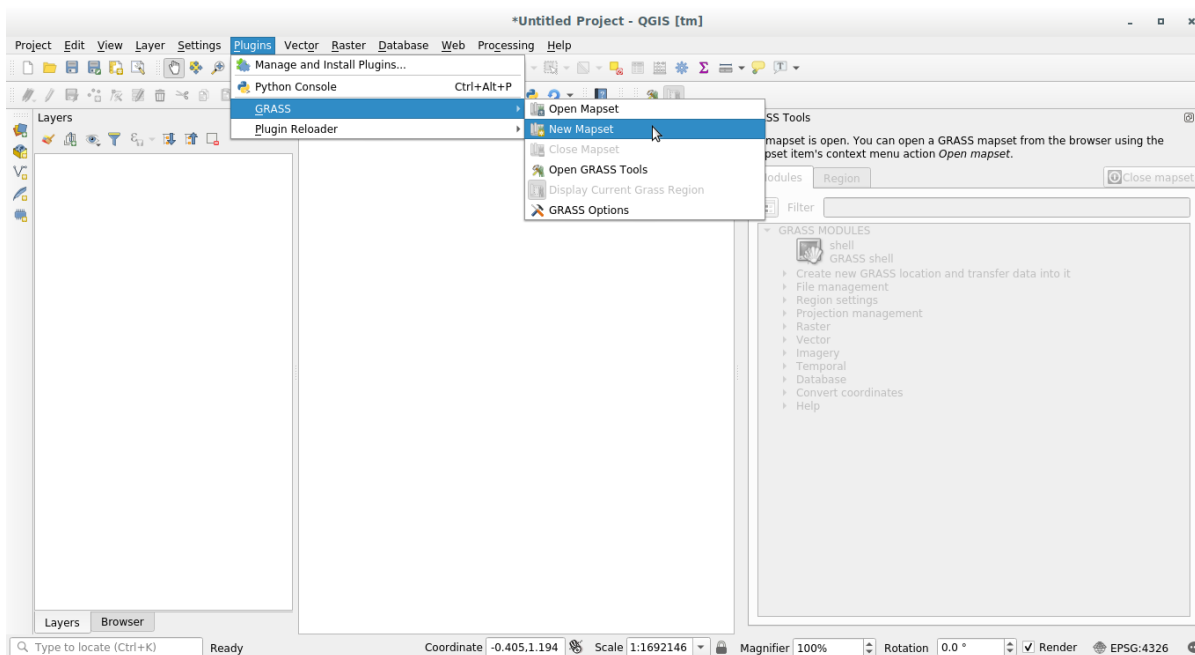 *Untitled Project - QGIS [tm]
Project Edit View Layer Settings Plugins Vector Raster Database Web Processing Help
Manage and Install Plugins...
Python Console Ctrl+Alt+P
GRASS
Plugin Reloader
Open Mapset
New Mapset
Close Mapset
Open GRASS Tools
Display Current Grass Region
GRASS Options
Layers
SS Tools
mapset is open. You can open a GRASS mapset from the browser using the
pset item's context menu action Open mapset.
odules Region Close mapset
Filter
GRASS MODULES
shell
GRASS shell
Create new GRASS location and transfer data into it
File management
Region settings
Projection management
Raster
Vector
Imagery
Temporal
Database
Convert coordinates
Help
Layers Browser
Type to locate (Ctrl+K) Ready Coordinate -0.405,1.194 Scale 1:1692146 Magnifier 100% Rotation 0.0 ° Render EPSG:4326